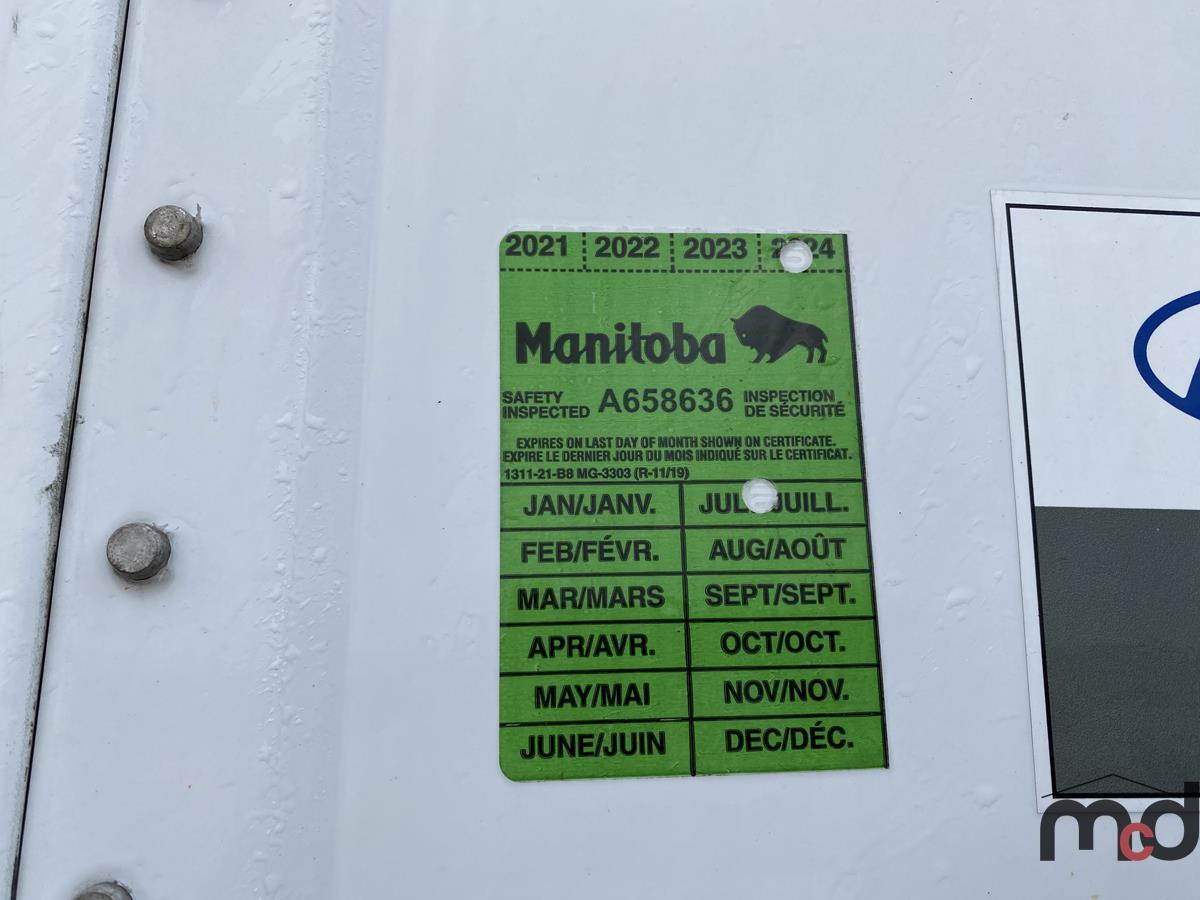 2021 2022 2023 2024
Manitoba
SAFETY INSPECTED A658636 INSPECTION DE SÉCURITÉ
EXPIRES ON LAST DAY OF MONTH SHOWN ON CERTIFICATE.
EXPIRE LE DERNIER JOUR DU MOIS INDIQUÉ SUR LE CERTIFICAT.
1311-21-B8 MG-3303 (R-11/19)
JAN/JANV. JUL/JUILL.
FEB/FÉVR. AUG/AOÛT
MAR/MARS SEPT/SEPT.
APR/AVR. OCT/OCT.
MAY/MAI NOV/NOV.
JUNE/JUIN DEC/DÉC.
mcd